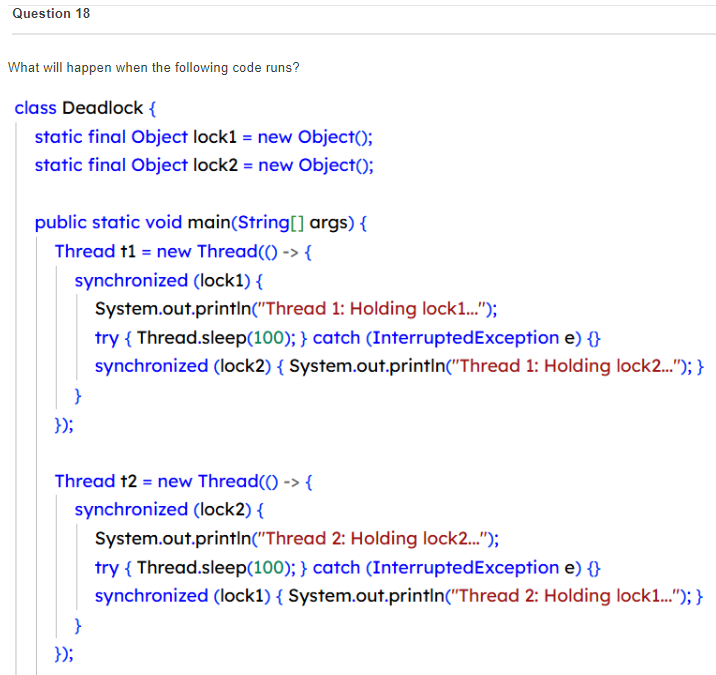 Question 18
What will happen when the following code runs?
class Deadlock {
static final Object lock1 = new Object();
static final Object lock2 = new Object();
public static void main(String[] args) {
Thread t1 = new Thread(() -> {
synchronized (lock1) {
System.out.println("Thread 1: Holding lock1...");
try { Thread.sleep(100); } catch (InterruptedException e) {}
synchronized (lock2) { System.out.println("Thread 1: Holding lock2..."); }
}
});
Thread t2 = new Thread(() -> {
synchronized (lock2) {
System.out.println("Thread 2: Holding lock2...");
try { Thread.sleep(100); } catch (InterruptedException e) {}
synchronized (lock1) { System.out.println("Thread 2: Holding lock1..."); }
}
});